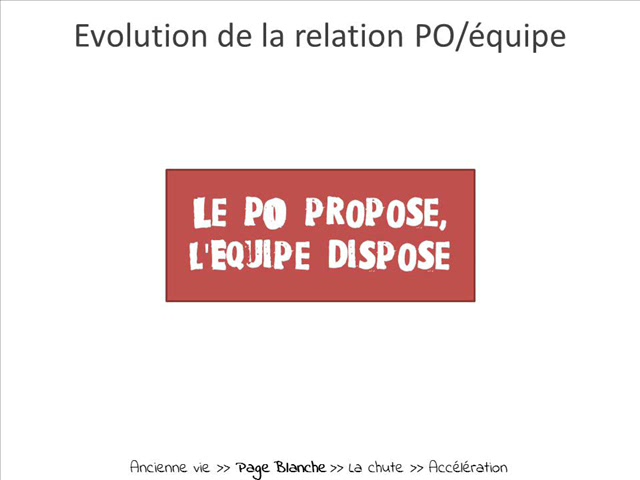 Evolution de la relation PO/équipe
LE PO PROPOSE,
L'EQUIPE DISPOSE
Ancienne vie >> Page Blanche >> La chute >> Accélération